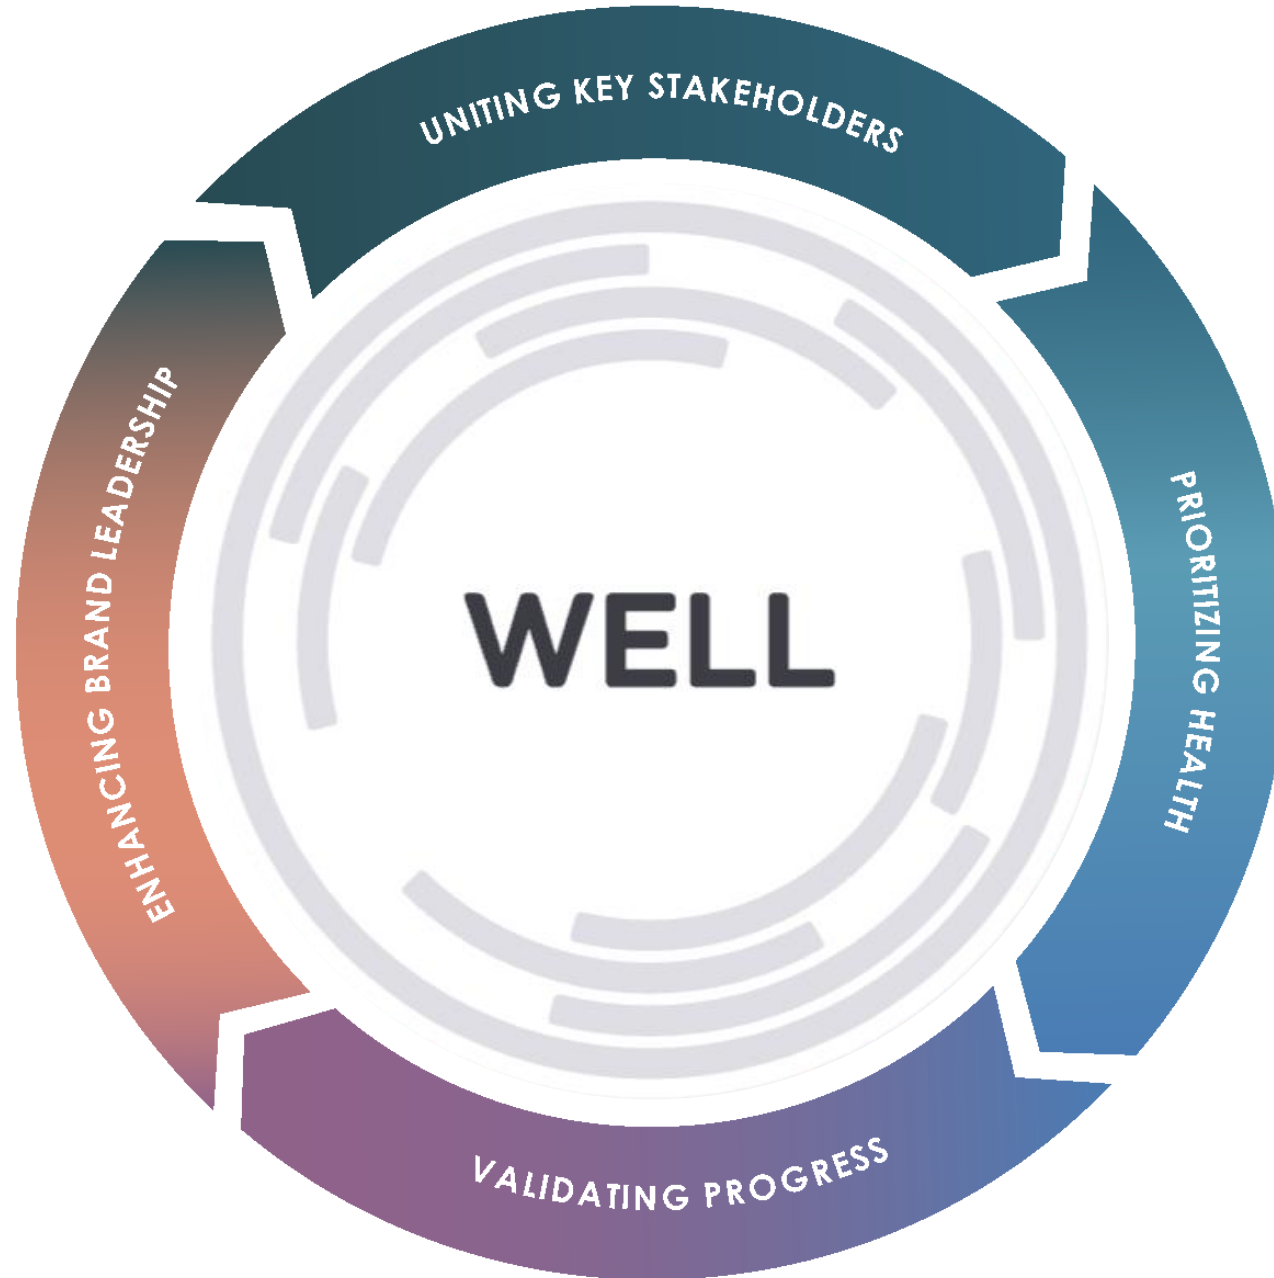 UNITING KEY STAKEHOLDERS
PRIORITIZING HEALTH
VALIDATING PROGRESS
ENHANCING BRAND LEADERSHIP
WELL